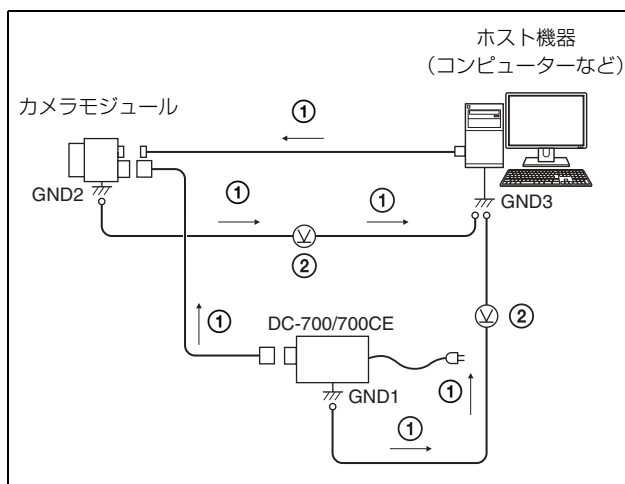 ホスト機器
（コンピューターなど）
カメラモジュール
①
GND2
①
①
GND3
②
②
①
DC-700/700CE
GND1
①
①